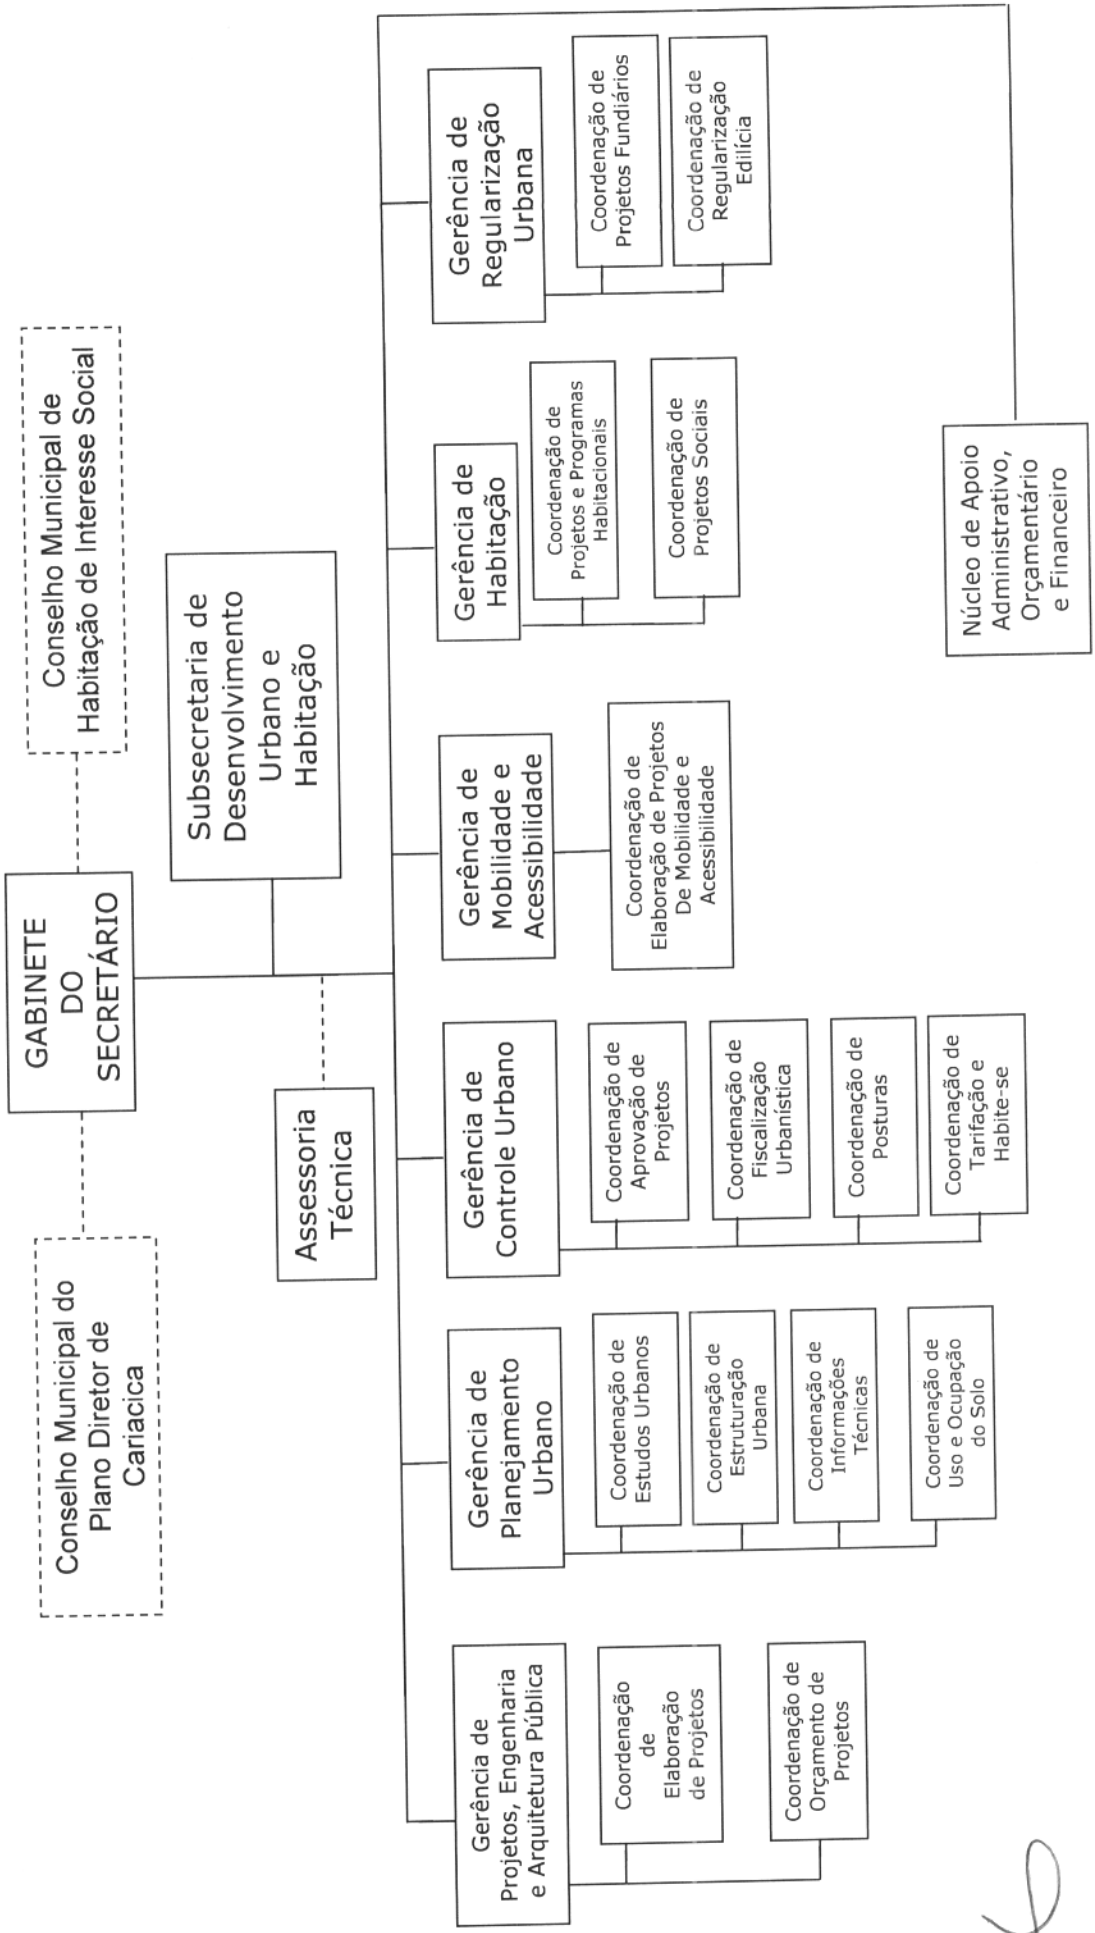 GABINETE
DO
SECRETÁRIO
Conselho Municipal do
Plano Diretor de
Cariacica
Conselho Municipal de
Habitação de Interesse Social
Subsecretaria de
Desenvolvimento
Urbano e
Habitação
Assessoria
Técnica
Gerência de
Projetos, Engenharia
e Arquitetura Pública
Coordenação
de
Elaboração
de Projetos
Coordenação de
Orçamento de
Projetos
Gerência de
Planejamento
Urbano
Coordenação de
Estudos Urbanos
Coordenação de
Estruturação
Urbana
Coordenação de
Informações
Técnicas
Coordenação de
Uso e Ocupação
do Solo
Gerência de
Controle Urbano
Coordenação de
Aprovação de
Projetos
Coordenação de
Fiscalização
Urbanística
Coordenação de
Posturas
Coordenação de
Tarifação e
Habite-se
Gerência de
Mobilidade e
Acessibilidade
Coordenação de
Elaboração de Projetos
De Mobilidade e
Acessibilidade
Gerência de
Habitação
Coordenação de
Projetos e Programas
Habitacionais
Coordenação de
Projetos Sociais
Gerência de
Regularização
Urbana
Coordenação de
Projetos Fundiários
Coordenação de
Regularização
Edilícia
Núcleo de Apoio
Administrativo,
Orçamentário
e Financeiro